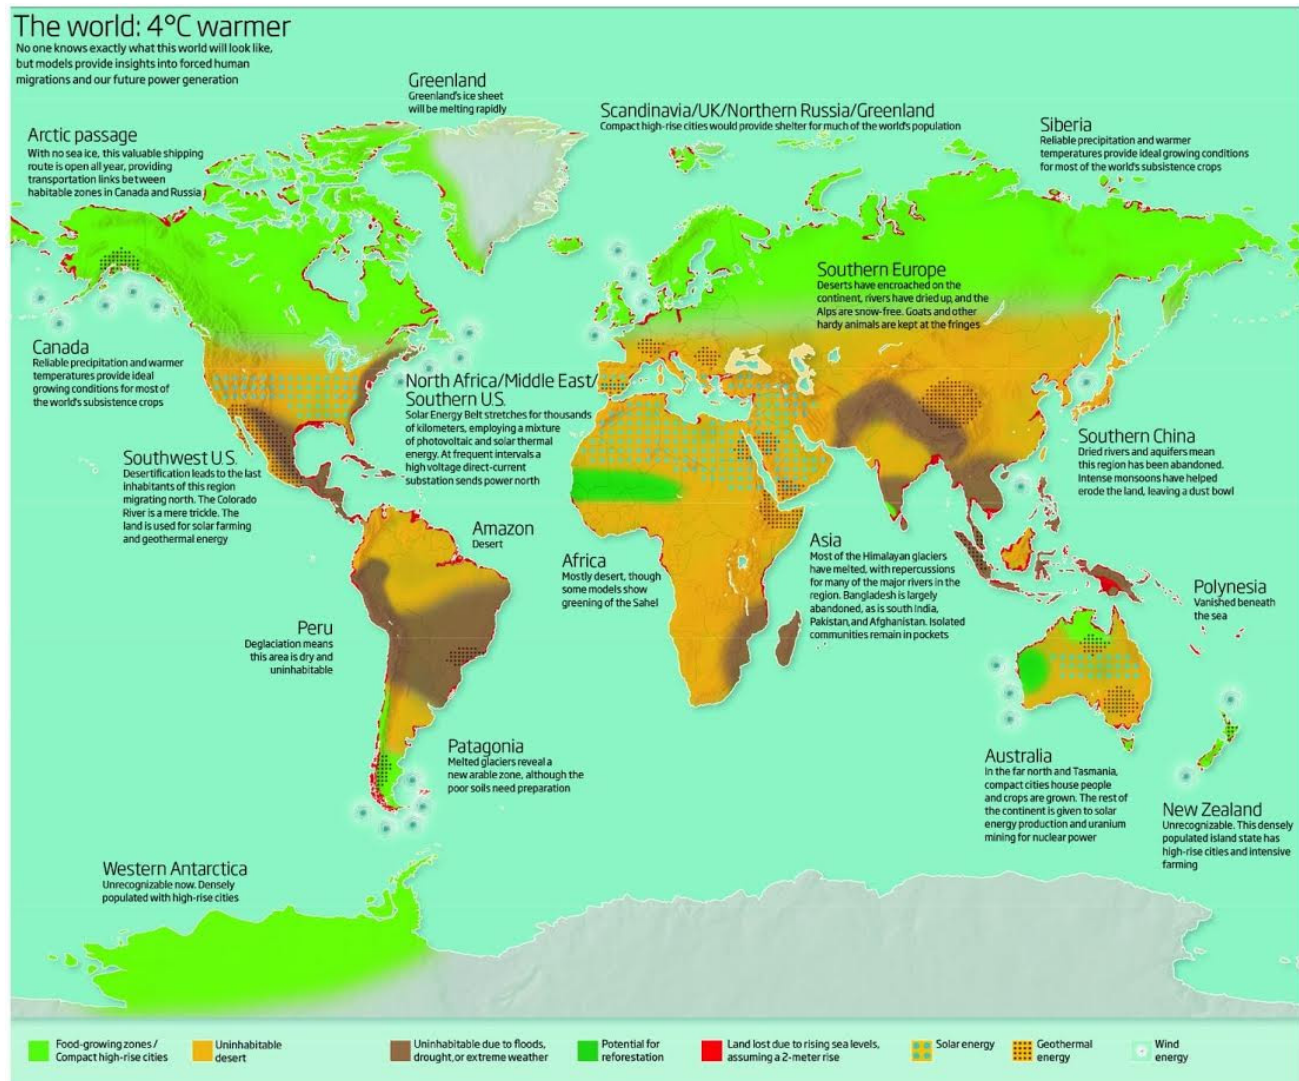 The world: 4°C warmer
No one knows exactly what this world will look like,
but models provide insights into forced human
migrations and our future power generation
Greenland
Greenland's ice sheet
will be melting rapidly
Scandinavia/UK/Northern Russia/Greenland
Compact high-rise cities would provide shelter for much of the world's population
Siberia
Reliable precipitation and warmer
temperatures provide ideal growing conditions
for most of the world's subsistence crops
Arctic passage
With no sea ice, this valuable shipping
route is open all year, providing
transportation links between
habitable zones in Canada and Russia
Southern Europe
Deserts have encroached on the
continent, rivers have dried up, and the
Alps are snow-free. Goats and other
hardy animals are kept at the fringes
Canada
Reliable precipitation and warmer
temperatures provide ideal
growing conditions for most of
the world's subsistence crops
North Africa/Middle East/
Southern U.S.
Solar Energy Belt stretches for thousands
of kilometers, employing a mixture
of photovoltaic and solar thermal
energy. At frequent intervals a
high voltage direct-current
substation sends power north
Southwest U.S.
Desertification leads to the last
inhabitants of this region
migrating north. The Colorado
River is a mere trickle. The
land is used for solar farming
and geothermal energy
Southern China
Dried rivers and aquifers mean
this region has been abandoned.
Intense monsoons have helped
erode the land, leaving a dust bowl
Amazon
Desert
Africa
Mostly desert, though
some models show
greening of the Sahel
Asia
Most of the Himalayan glaciers
have melted, with repercussions
for many of the major rivers in the
region. Bangladesh is largely
abandoned, as is south India,
Pakistan, and Afghanistan. Isolated
communities remain in pockets
Polynesia
Vanished beneath
the sea
Peru
Deglaciation means
this area is dry and
uninhabitable
Patagonia
Melted glaciers reveal a
new arable zone, although the
poor soils need preparation
Australia
In the far north and Tasmania,
compact cities house people
and crops are grown. The rest of
the continent is given to solar
energy production and uranium
mining for nuclear power
New Zealand
Unrecognizable. This densely
populated island state has
high-rise cities and intensive
farming
Western Antarctica
Unrecognizable now. Densely
populated with high-rise cities
Food-growing zones /
Compact high-rise cities
Uninhabitable
desert
Uninhabitable due to floods,
drought, or extreme weather
Potential for
reforestation
Land lost due to rising sea levels,
assuming a 2-meter rise
Solar energy
Geothermal
energy
Wind
energy